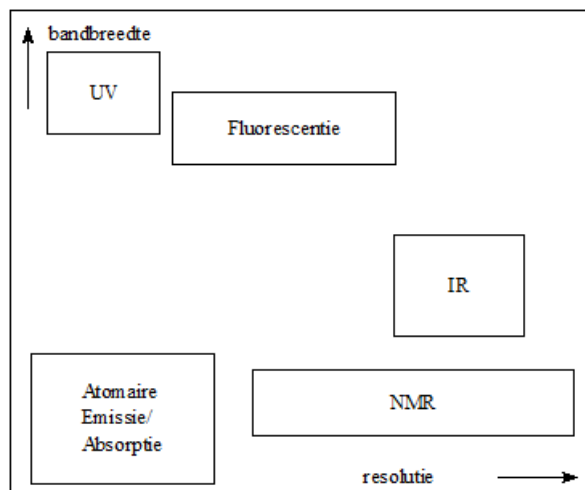 bandbreedte
UV
Fluorescentie
IR
Atomaire
Emissie/
Absorptie
NMR
resolutie